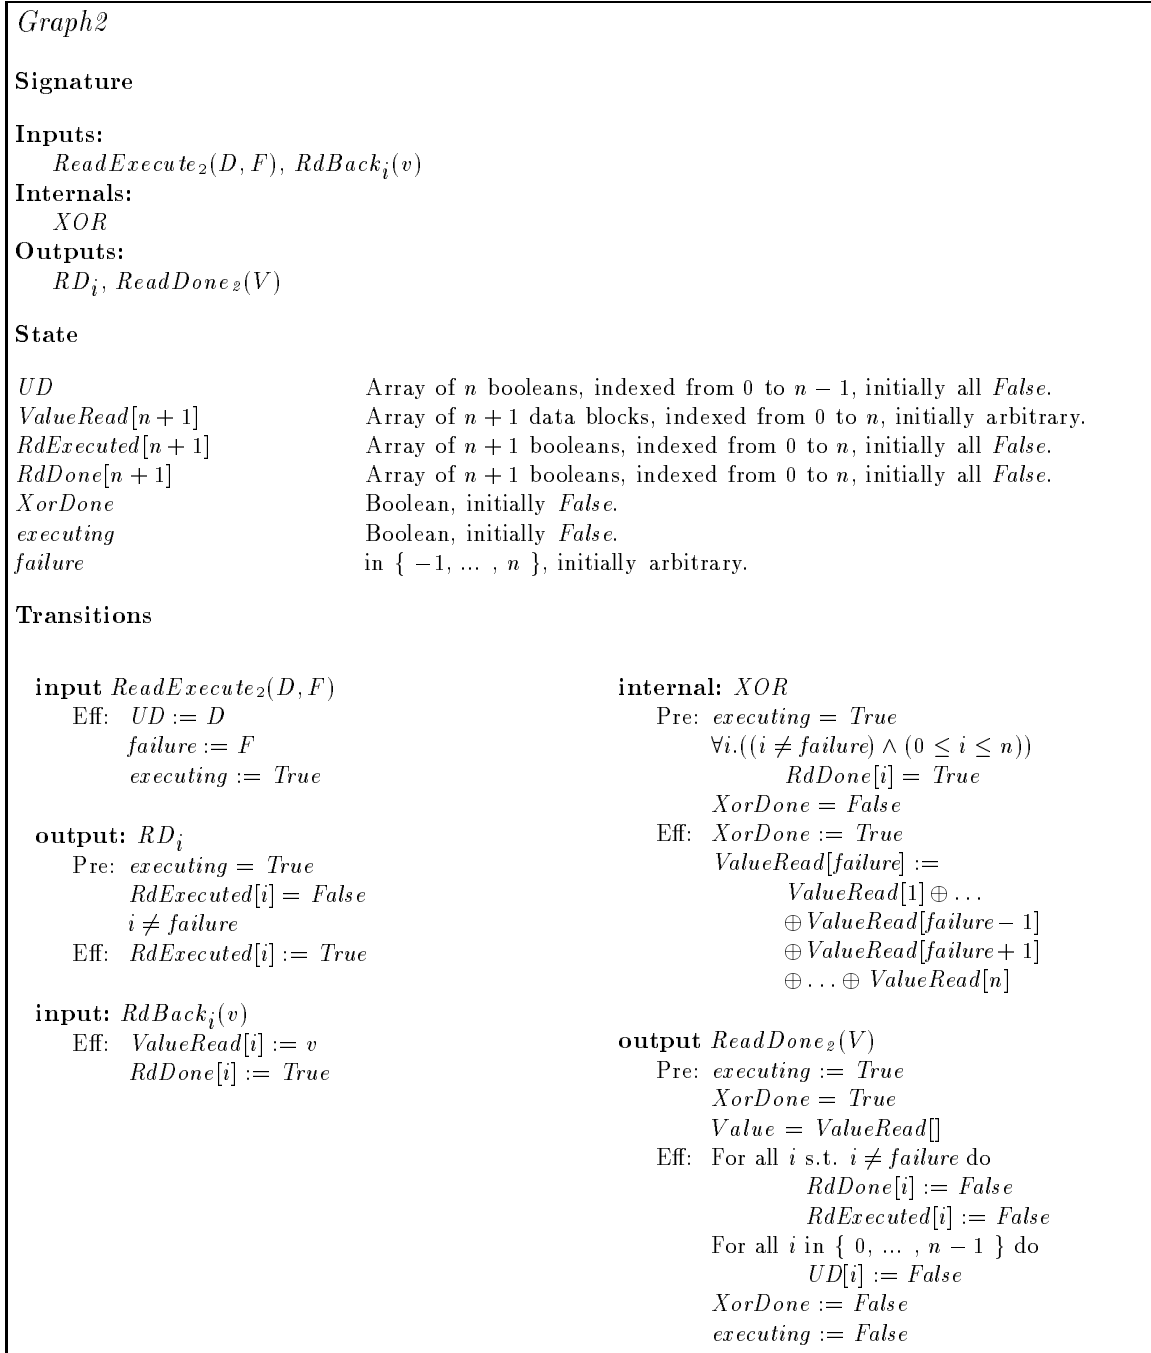 Graph2
Signature
Inputs:
ReadExecute₂(D, F), RdBackᵢ(v)
Internals:
XOR
Outputs:
RDᵢ, ReadDone₂(V)
State
UD Array of n booleans, indexed from 0 to n − 1, initially all False.
ValueRead[n + 1] Array of n + 1 data blocks, indexed from 0 to n, initially arbitrary.
RdExecuted[n + 1] Array of n + 1 booleans, indexed from 0 to n, initially all False.
RdDone[n + 1] Array of n + 1 booleans, indexed from 0 to n, initially all False.
XorDone Boolean, initially False.
executing Boolean, initially False.
failure in { −1, ... , n }, initially arbitrary.
Transitions
input ReadExecute₂(D, F)
Eff: UD := D
failure := F
executing := True
output: RDᵢ
Pre: executing = True
RdExecuted[i] = False
i ≠ failure
Eff: RdExecuted[i] := True
input: RdBackᵢ(v)
Eff: ValueRead[i] := v
RdDone[i] := True
internal: XOR
Pre: executing = True
∀i.((i ≠ failure) ∧ (0 ≤ i ≤ n))
RdDone[i] = True
XorDone = False
Eff: XorDone := True
ValueRead[failure] :=
ValueRead[1] ⊕ ...
⊕ ValueRead[failure − 1]
⊕ ValueRead[failure + 1]
⊕ ... ⊕ ValueRead[n]
output ReadDone₂(V)
Pre: executing := True
XorDone = True
Value = ValueRead[]
Eff: For all i s.t. i ≠ failure do
RdDone[i] := False
RdExecuted[i] := False
For all i in { 0, ... , n − 1 } do
UD[i] := False
XorDone := False
executing := False